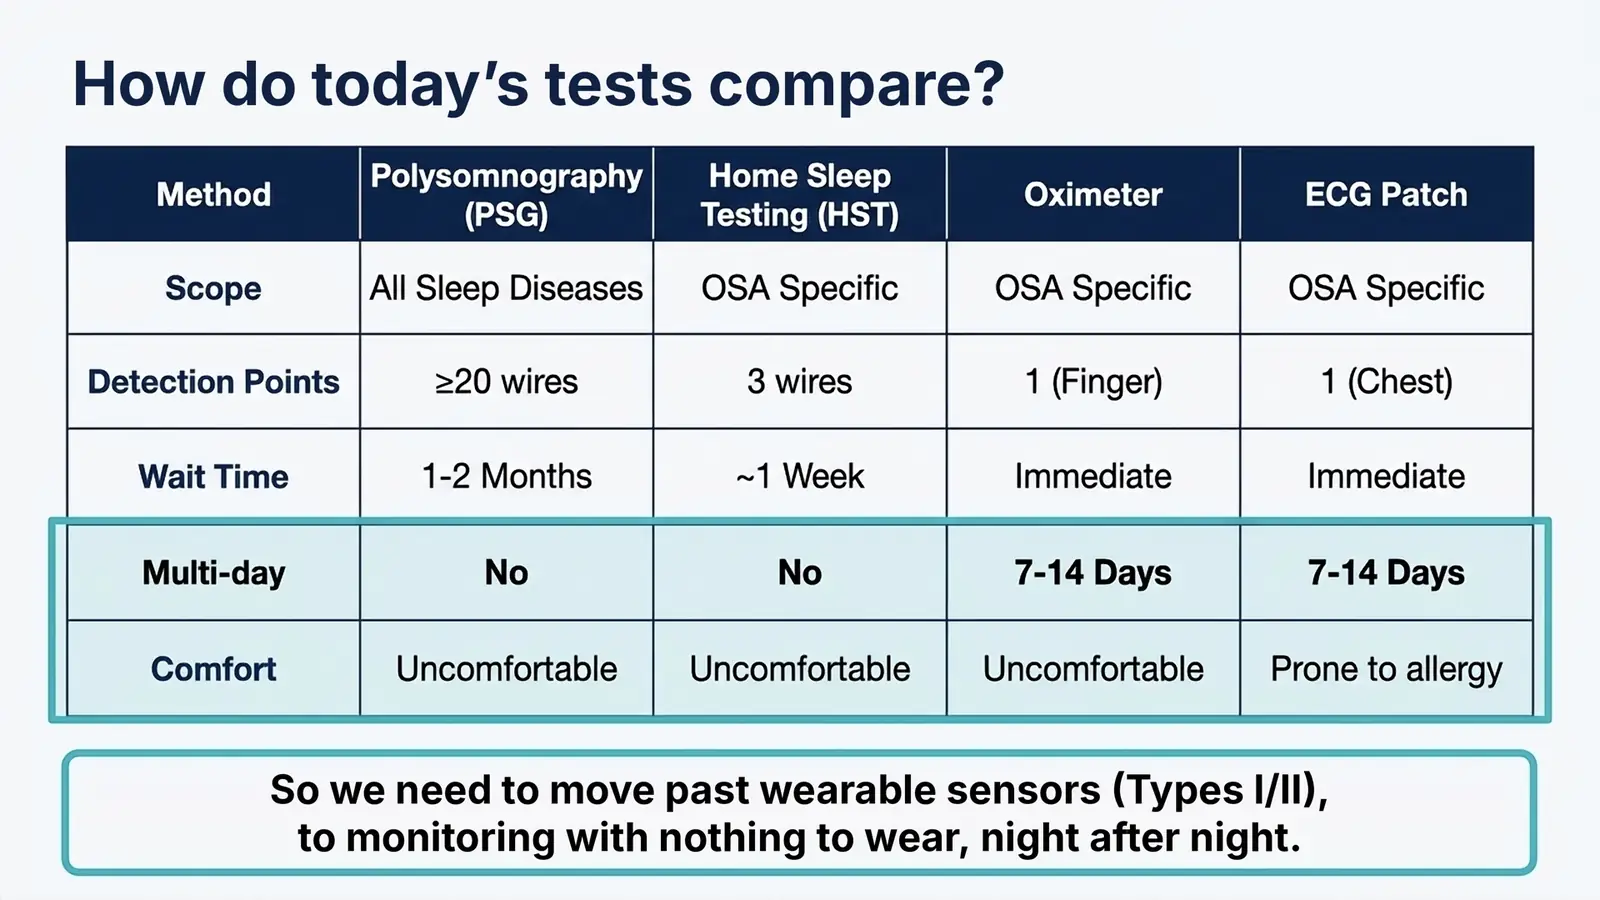 How do today’s tests compare?
Method
Polysomnography
(PSG)
Home Sleep
Testing (HST)
Oximeter
ECG Patch
Scope
All Sleep Diseases
OSA Specific
OSA Specific
OSA Specific
Detection Points
≥20 wires
3 wires
1 (Finger)
1 (Chest)
Wait Time
1-2 Months
~1 Week
Immediate
Immediate
Multi-day
No
No
7-14 Days
7-14 Days
Comfort
Uncomfortable
Uncomfortable
Uncomfortable
Prone to allergy
So we need to move past wearable sensors (Types I/II),
to monitoring with nothing to wear, night after night.